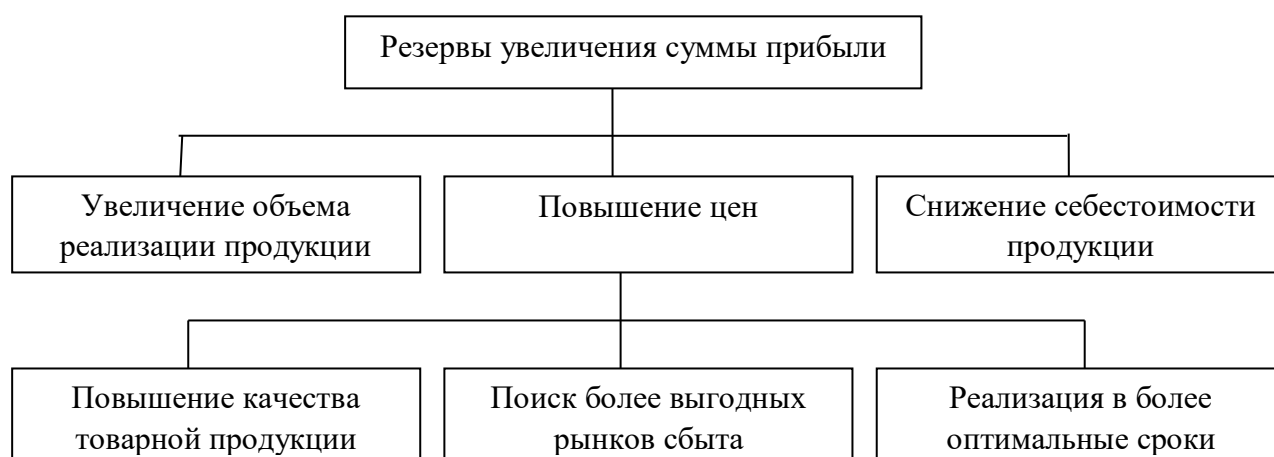 Резервы увеличения суммы прибыли
Увеличение объема
реализации продукции
Повышение цен
Снижение себестоимости
продукции
Повышение качества
товарной продукции
Поиск более выгодных
рынков сбыта
Реализация в более
оптимальные сроки